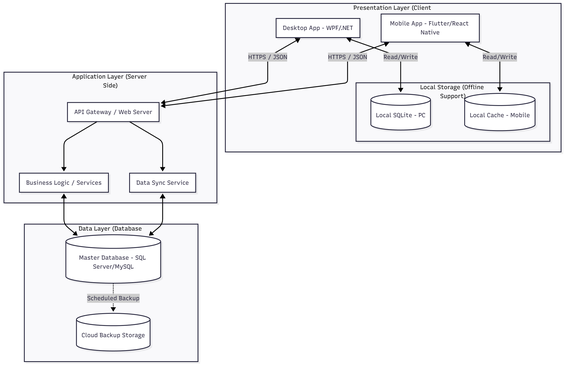 Presentation Layer (Client
Desktop App - WPF/.NET
Mobile App - Flutter/React
Native
HTTPS / JSON
HTTPS / JSON
Read/Write
Read/Write
Local Storage (Offline
Support)
Local SQLite - PC
Local Cache - Mobile
Application Layer (Server
Side)
API Gateway / Web Server
Business Logic / Services
Data Sync Service
Data Layer (Database
Master Database - SQL
Server/MySQL
Scheduled Backup
Cloud Backup Storage